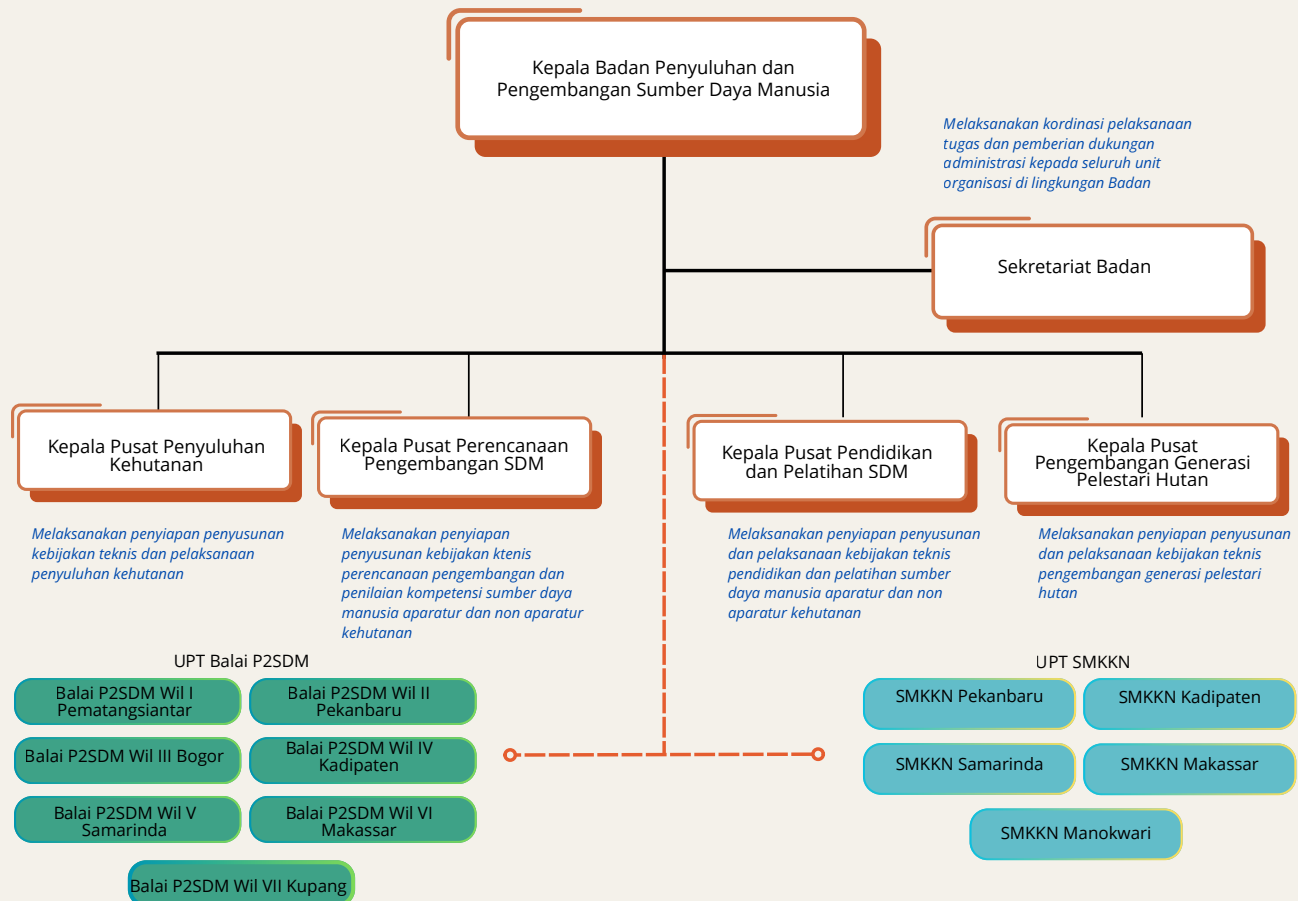 Kepala Badan Penyuluhan dan
Pengembangan Sumber Daya Manusia
Melaksanakan kordinasi pelaksanaan
tugas dan pemberian dukungan
administrasi kepada seluruh unit
organisasi di lingkungan Badan
Sekretariat Badan
Kepala Pusat Penyuluhan
Kehutanan
Kepala Pusat Perencanaan
Pengembangan SDM
Kepala Pusat Pendidikan
dan Pelatihan SDM
Kepala Pusat
Pengembangan Generasi
Pelestari Hutan
Melaksanakan penyiapan penyusunan
kebijakan teknis dan pelaksanaan
penyuluhan kehutanan
Melaksanakan penyiapan
penyusunan kebijakan ktenis
perencanaan pengembangan dan
penilaian kompetensi sumber daya
manusia aparatur dan non aparatur
kehutanan
Melaksanakan penyiapan penyusunan
dan pelaksanaan kebijakan teknis
pendidikan dan pelatihan sumber
daya manusia aparatur dan non
aparatur kehutanan
Melaksanakan penyiapan penyusunan
dan pelaksanaan kebijakan teknis
pengembangan generasi pelestari
hutan
UPT Balai P2SDM
Balai P2SDM Wil I
Pematangsiantar
Balai P2SDM Wil II
Pekanbaru
Balai P2SDM Wil III Bogor
Balai P2SDM Wil IV
Kadipaten
Balai P2SDM Wil V
Samarinda
Balai P2SDM Wil VI
Makassar
Balai P2SDM Wil VII Kupang
UPT SMKKN
SMKKN Pekanbaru
SMKKN Kadipaten
SMKKN Samarinda
SMKKN Makassar
SMKKN Manokwari